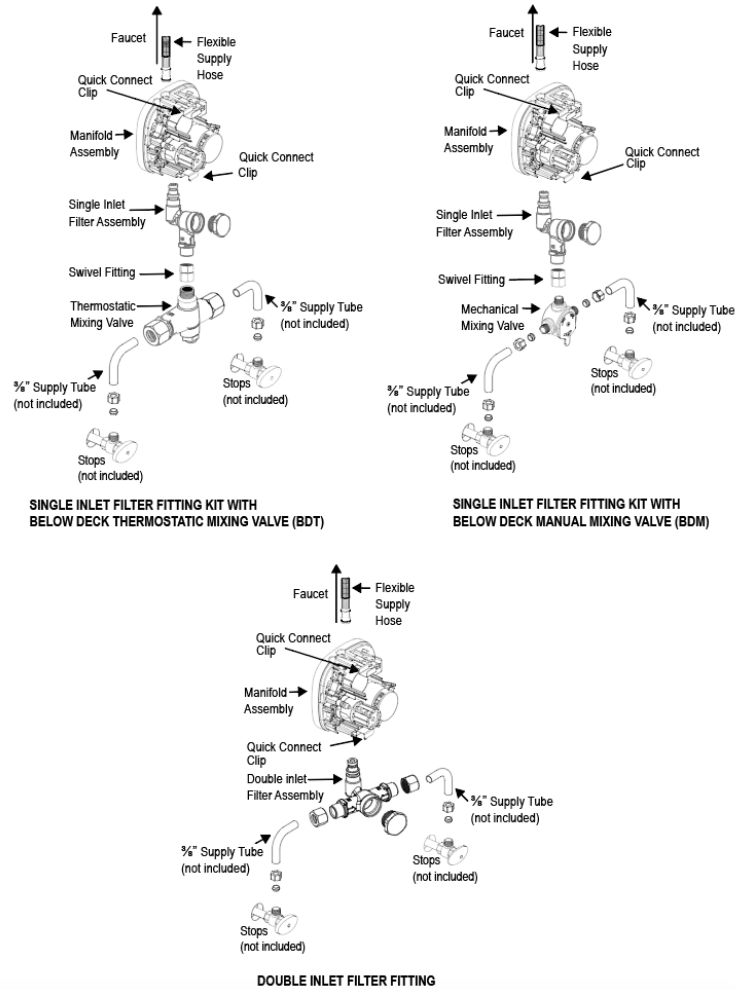 Faucet
Flexible
Supply
Hose
Quick Connect
Clip
Manifold
Assembly
Quick Connect
Clip
Single Inlet
Filter Assembly
Swivel Fitting
Thermostatic
Mixing Valve
⅜" Supply Tube
(not included)
Stops
(not included)
⅜" Supply Tube
(not included)
Stops
(not included)
SINGLE INLET FILTER FITTING KIT WITH
BELOW DECK THERMOSTATIC MIXING VALVE (BDT)
Faucet
Flexible
Supply
Hose
Quick Connect
Clip
Manifold
Assembly
Quick Connect
Clip
Single Inlet
Filter Assembly
Swivel Fitting
Mechanical
Mixing Valve
⅜" Supply Tube
(not included)
Stops
(not included)
⅜" Supply Tube
(not included)
Stops
(not included)
SINGLE INLET FILTER FITTING KIT WITH
BELOW DECK MANUAL MIXING VALVE (BDM)
Faucet
Flexible
Supply
Hose
Quick Connect
Clip
Manifold
Assembly
Quick Connect
Clip
Double inlet
Filter Assembly
⅜" Supply Tube
(not included)
Stops
(not included)
⅜" Supply Tube
(not included)
Stops
(not included)
DOUBLE INLET FILTER FITTING